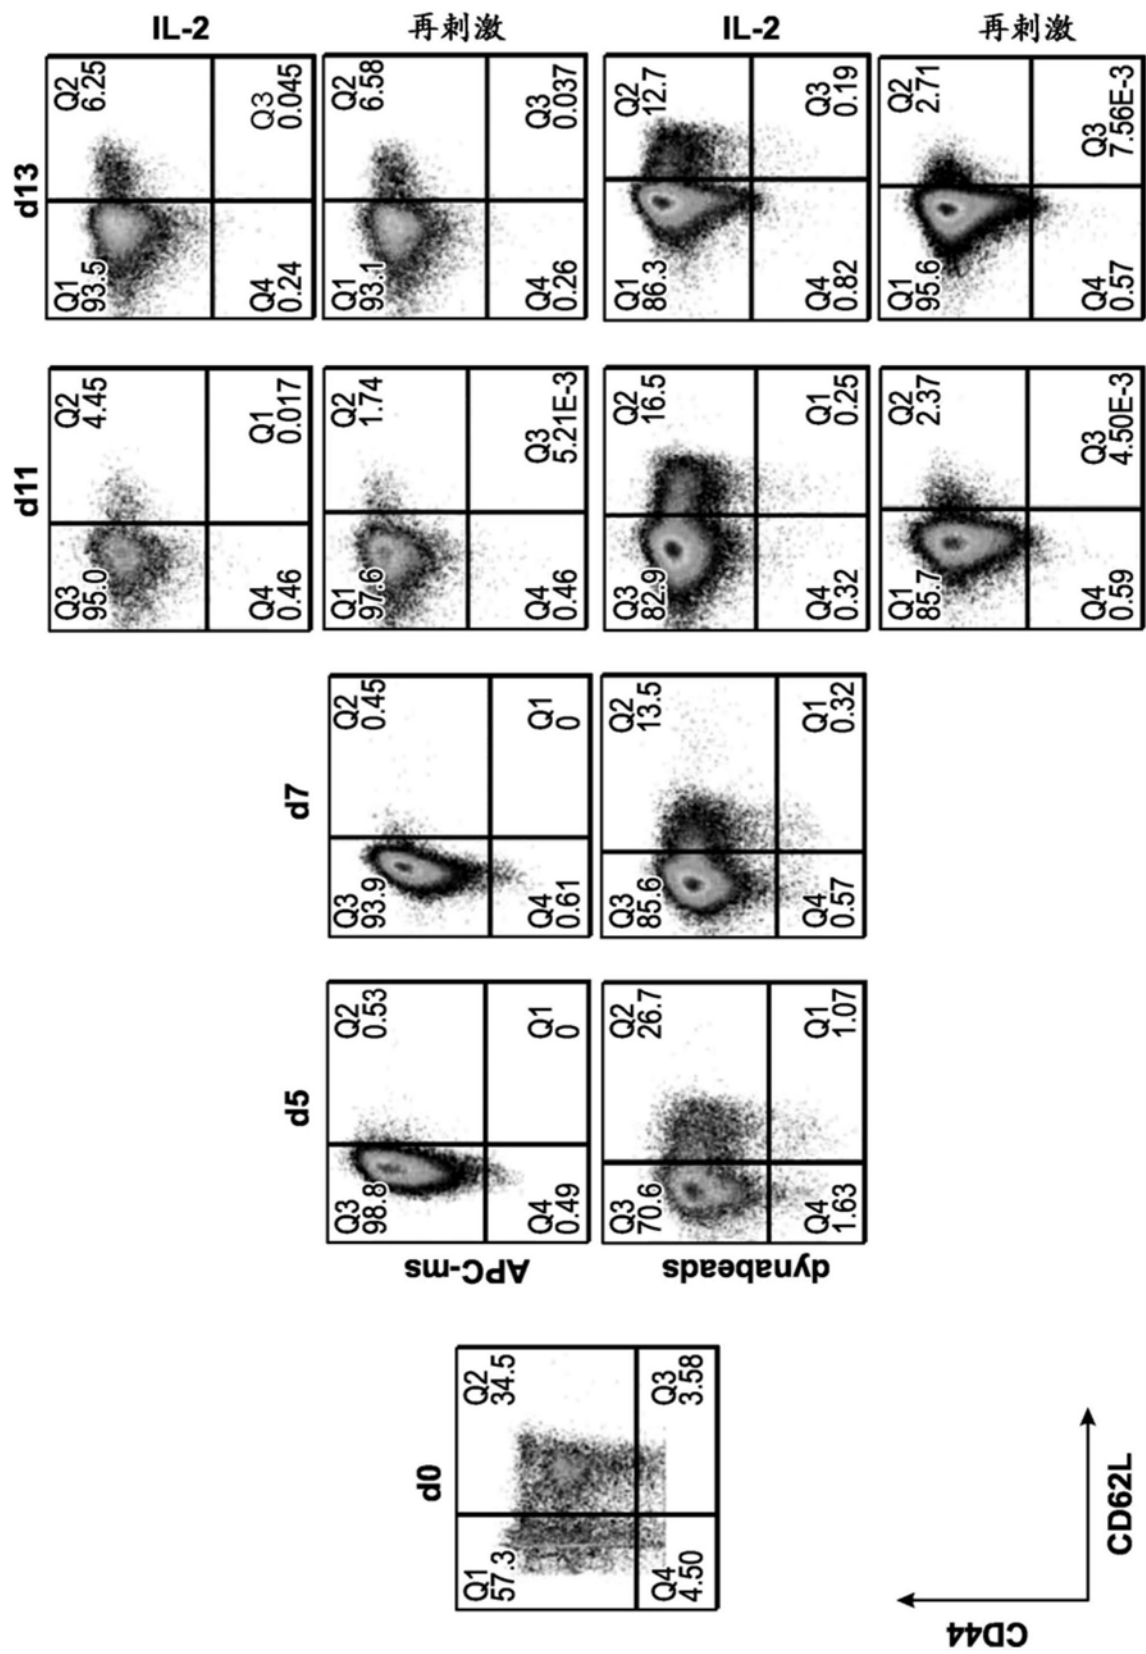 d0
Q1
57.3
Q2
34.5
Q4
4.50
Q3
3.58
CD44
CD62L
d5
d7
d11
d13
APC-ms
Q3
98.8
Q2
0.53
Q4
0.49
Q1
0
Q3
93.9
Q2
0.45
Q4
0.61
Q1
0
Q3
95.0
Q2
4.45
Q4
0.46
Q1
0.017
Q1
93.5
Q2
6.25
Q4
0.24
Q3
0.045
IL-2
Q1
97.6
Q2
1.74
Q4
0.46
Q3
5.21E-3
Q1
93.1
Q2
6.58
Q4
0.26
Q3
0.037
再刺激
dynabeads
Q3
70.6
Q2
26.7
Q4
1.63
Q1
1.07
Q3
85.6
Q2
13.5
Q4
0.57
Q1
0.32
Q3
82.9
Q2
16.5
Q4
0.32
Q1
0.25
Q1
86.3
Q2
12.7
Q4
0.82
Q3
0.19
IL-2
Q1
85.7
Q2
2.37
Q4
0.59
Q3
4.50E-3
Q1
95.6
Q2
2.71
Q4
0.57
Q3
7.56E-3
再刺激